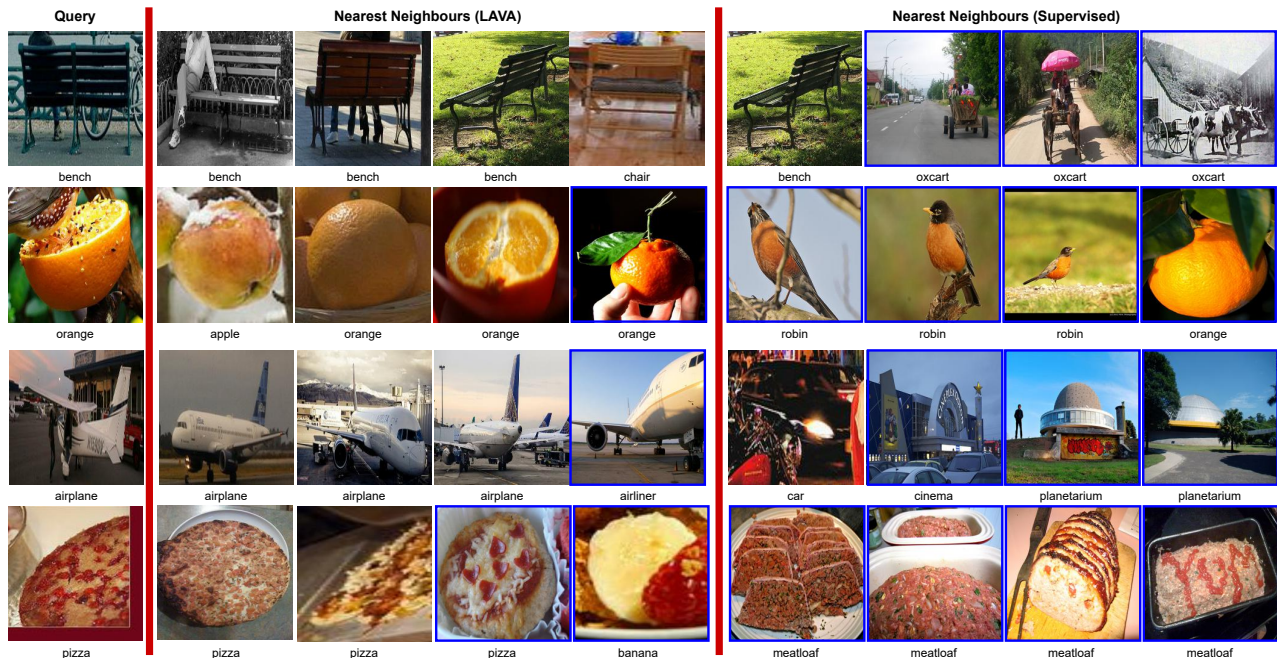 Query Nearest Neighbours (LAVA) Nearest Neighbours (Supervised)
bench bench bench bench chair bench oxcart oxcart oxcart
orange apple orange orange orange robin robin robin orange
airplane airplane airplane airplane airliner car cinema planetarium planetarium
YUM
pizza pizza pizza pizza banana meatloaf meatloaf meatloaf meatloaf